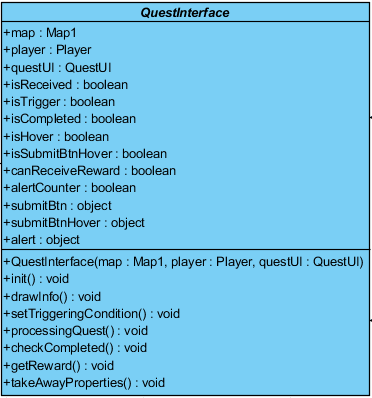 QuestInterface
+map : Map1
+player : Player
+questUI : QuestUI
+isReceived : boolean
+isTrigger : boolean
+isCompleted : boolean
+isHover : boolean
+isSubmitBtnHover : boolean
+canReceiveReward : boolean
+alertCounter : boolean
+submitBtn : object
+submitBtnHover : object
+alert : object
+QuestInterface(map : Map1, player : Player, questUI : QuestUI)
+init() : void
+drawInfo() : void
+setTriggeringCondition() : void
+processingQuest() : void
+checkCompleted() : void
+getReward() : void
+takeAwayProperties() : void